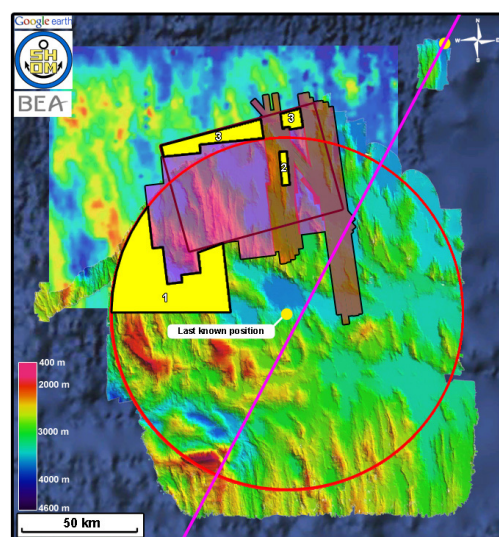 Google earth
SH
OM
BEA
N
W
E
S
3
3
2
1
Last known position
400 m
2000 m
3000 m
4000 m
4600 m
50 km